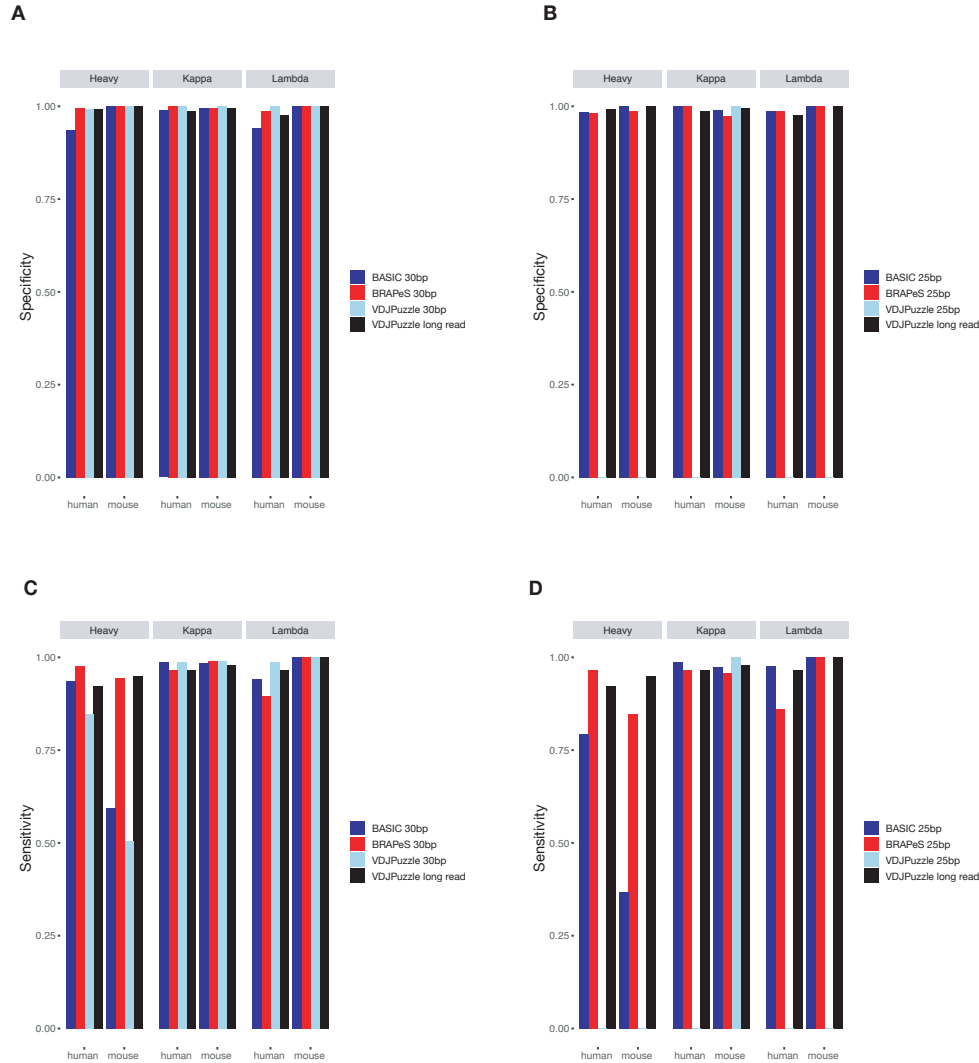 A
Heavy Kappa Lambda
1.00
0.75
0.50
0.25
0.00
Specificity
human mouse human mouse human mouse
BASIC 30bp
BRAPeS 30bp
VDJPuzzle 30bp
VDJPuzzle long read
B
Heavy Kappa Lambda
1.00
0.75
0.50
0.25
0.00
Specificity
human mouse human mouse human mouse
BASIC 25bp
BRAPeS 25bp
VDJPuzzle 25bp
VDJPuzzle long read
C
Heavy Kappa Lambda
1.00
0.75
0.50
0.25
0.00
Sensitivity
human mouse human mouse human mouse
BASIC 30bp
BRAPeS 30bp
VDJPuzzle 30bp
VDJPuzzle long read
D
Heavy Kappa Lambda
1.00
0.75
0.50
0.25
0.00
Sensitivity
human mouse human mouse human mouse
BASIC 25bp
BRAPeS 25bp
VDJPuzzle 25bp
VDJPuzzle long read